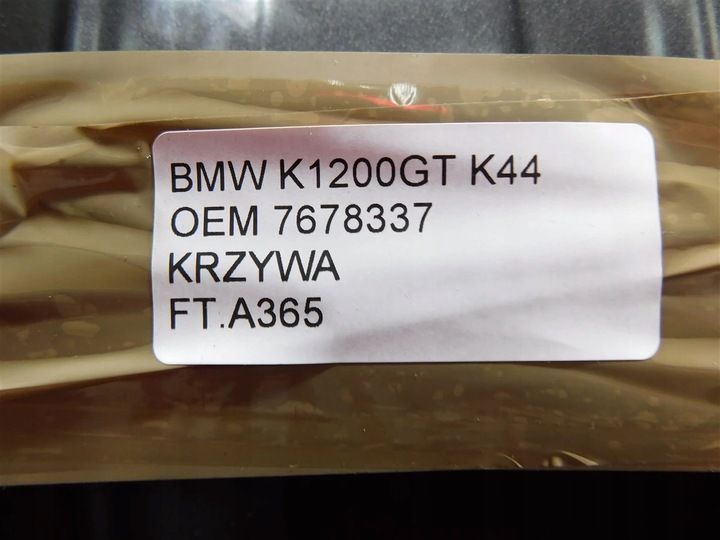 BMW K1200GT K44
OEM 7678337
KRZYWA
FT.A365